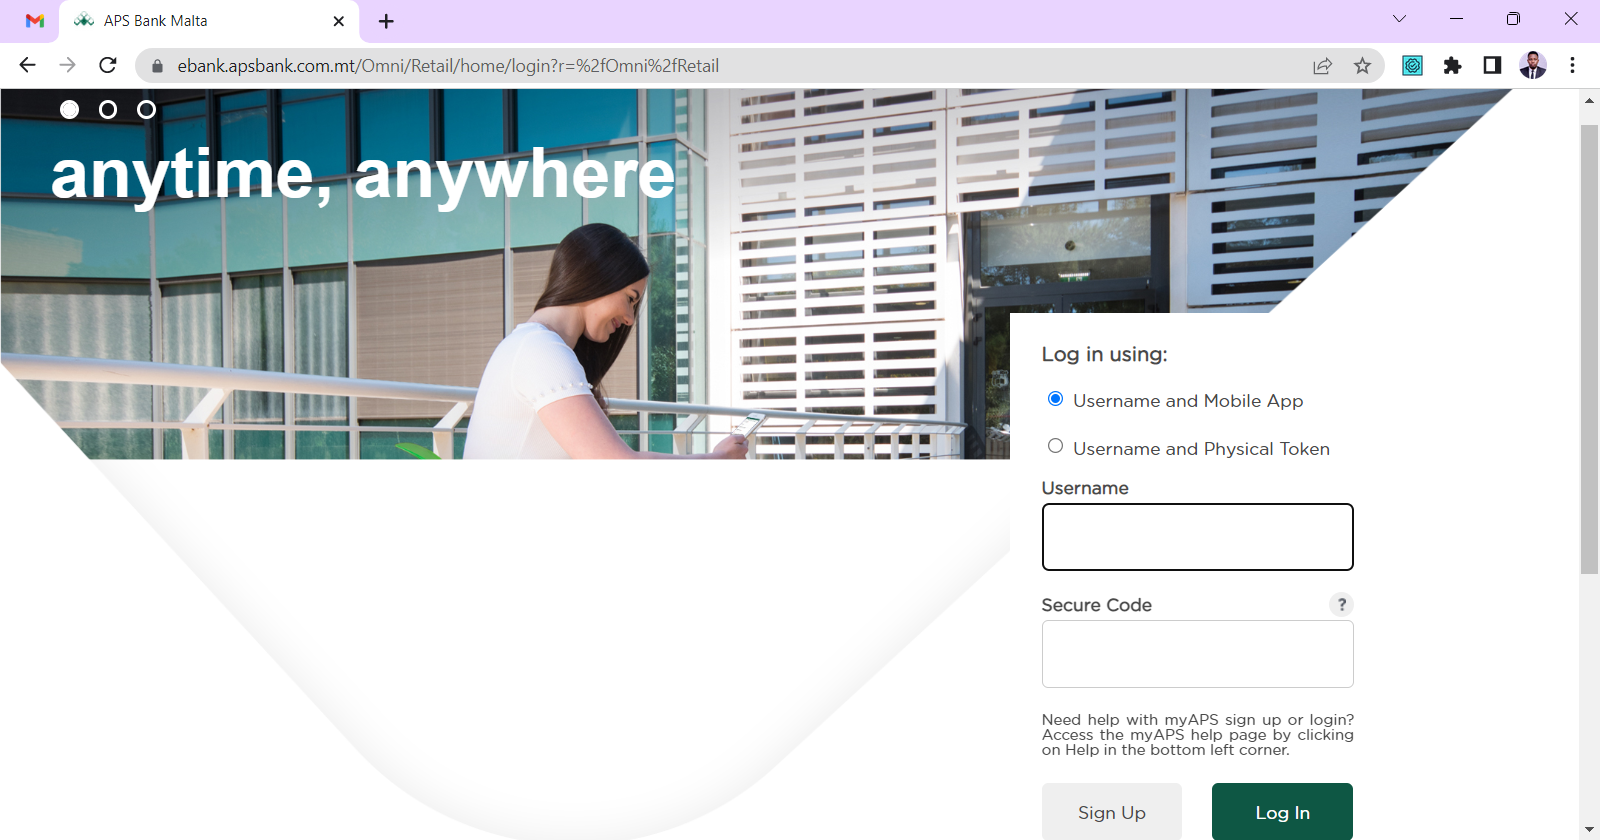 APS Bank Malta
ebank.apsbank.com.mt/Omni/Retail/home/login?r=%2fOmni%2fRetail
anytime, anywhere
Log in using:
Username and Mobile App
Username and Physical Token
Username
Secure Code
?
Need help with myAPS sign up or login?
Access the myAPS help page by clicking
on Help in the bottom left corner.
Sign Up
Log In